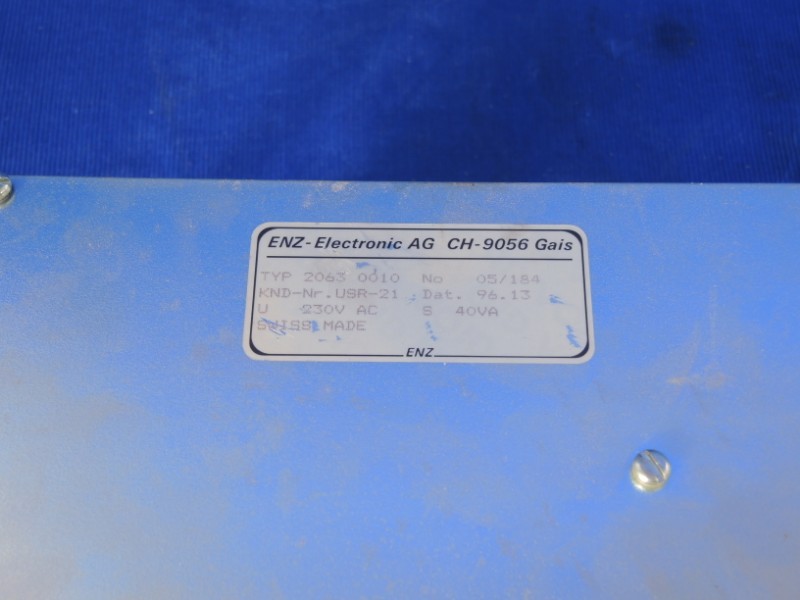 ENZ-Electronic AG CH-9056 Gais
TYP 2063 0010 No 05/184
KND-Nr.USR-21 Dat. 96.13
U 230V AC S 40VA
SWISS MADE
ENZ